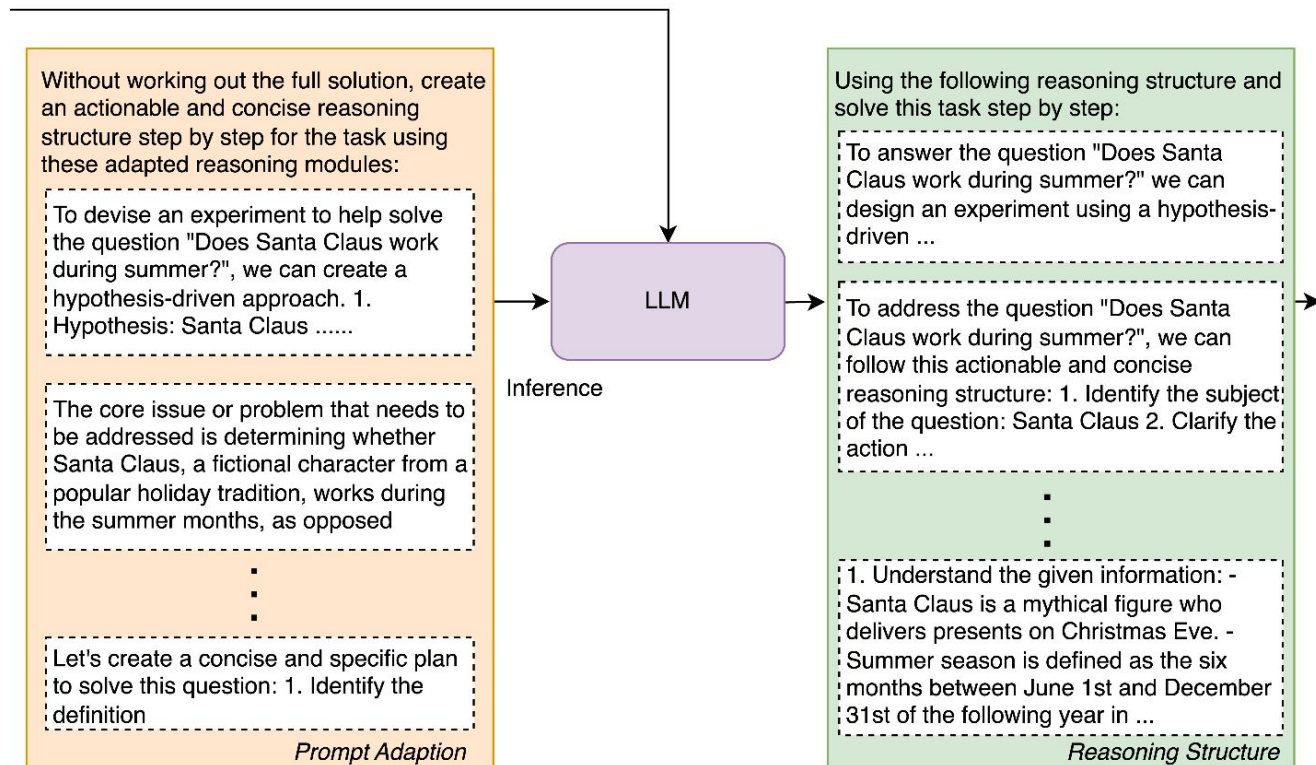 Without working out the full solution, create
an actionable and concise reasoning
structure step by step for the task using
these adapted reasoning modules:
To devise an experiment to help solve
the question "Does Santa Claus work
during summer?", we can create a
hypothesis-driven approach. 1.
Hypothesis: Santa Claus ......
The core issue or problem that needs to
be addressed is determining whether
Santa Claus, a fictional character from a
popular holiday tradition, works during
the summer months, as opposed
Let's create a concise and specific plan
to solve this question: 1. Identify the
definition
Prompt Adaption
Inference
LLM
Using the following reasoning structure and
solve this task step by step:
To answer the question "Does Santa
Claus work during summer?" we can
design an experiment using a hypothesis-
driven ...
To address the question "Does Santa
Claus work during summer?", we can
follow this actionable and concise
reasoning structure: 1. Identify the subject
of the question: Santa Claus 2. Clarify the
action ...
1. Understand the given information: -
Santa Claus is a mythical figure who
delivers presents on Christmas Eve. -
Summer season is defined as the six
months between June 1st and December
31st of the following year in ...
Reasoning Structure